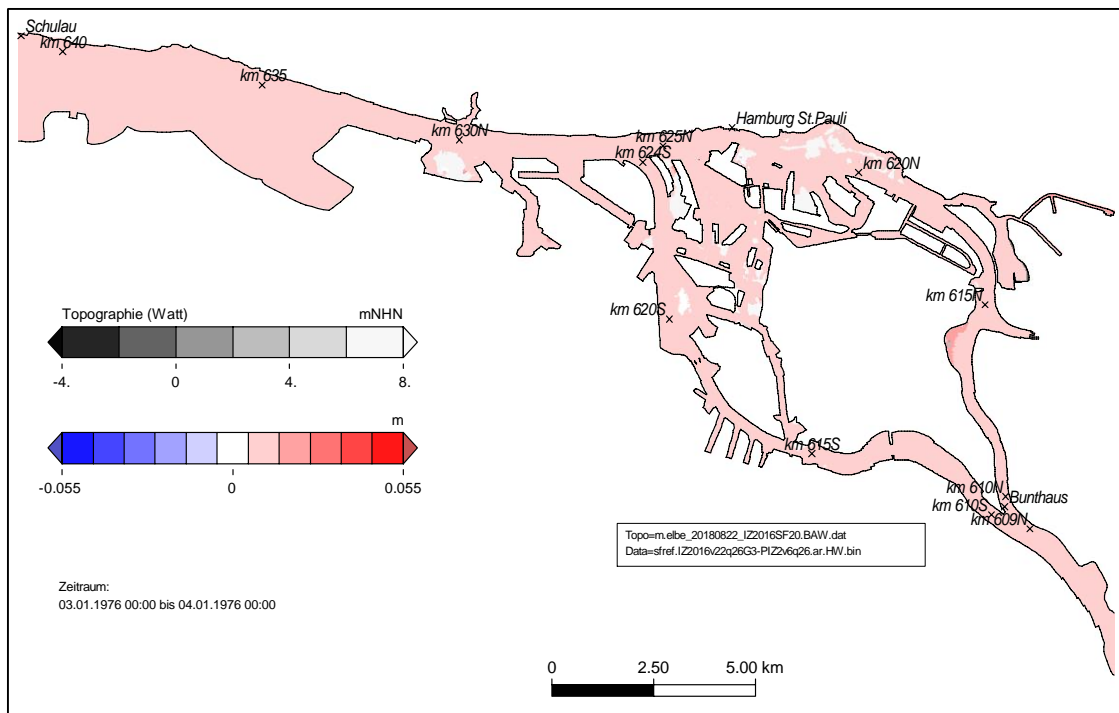 Schulau
km 640
km 635
Hamburg St.Pauli
km 630N
km 625N
km 624S
km 620N
km 615N
km 620S
Topographie (Watt) mNHN
-4. 0 4. 8.
m
-0.055 0 0.055
km 615S
km 610N
Bunthaus
km 610S
km 609N
Topo=m.elbe_20180822_IZ2016SF20.BAW.dat
Data=sfref.IZ2016v22q26G3-PIZ2v6q26.ar.HW.bin
Zeitraum:
03.01.1976 00:00 bis 04.01.1976 00:00
0 2.50 5.00 km